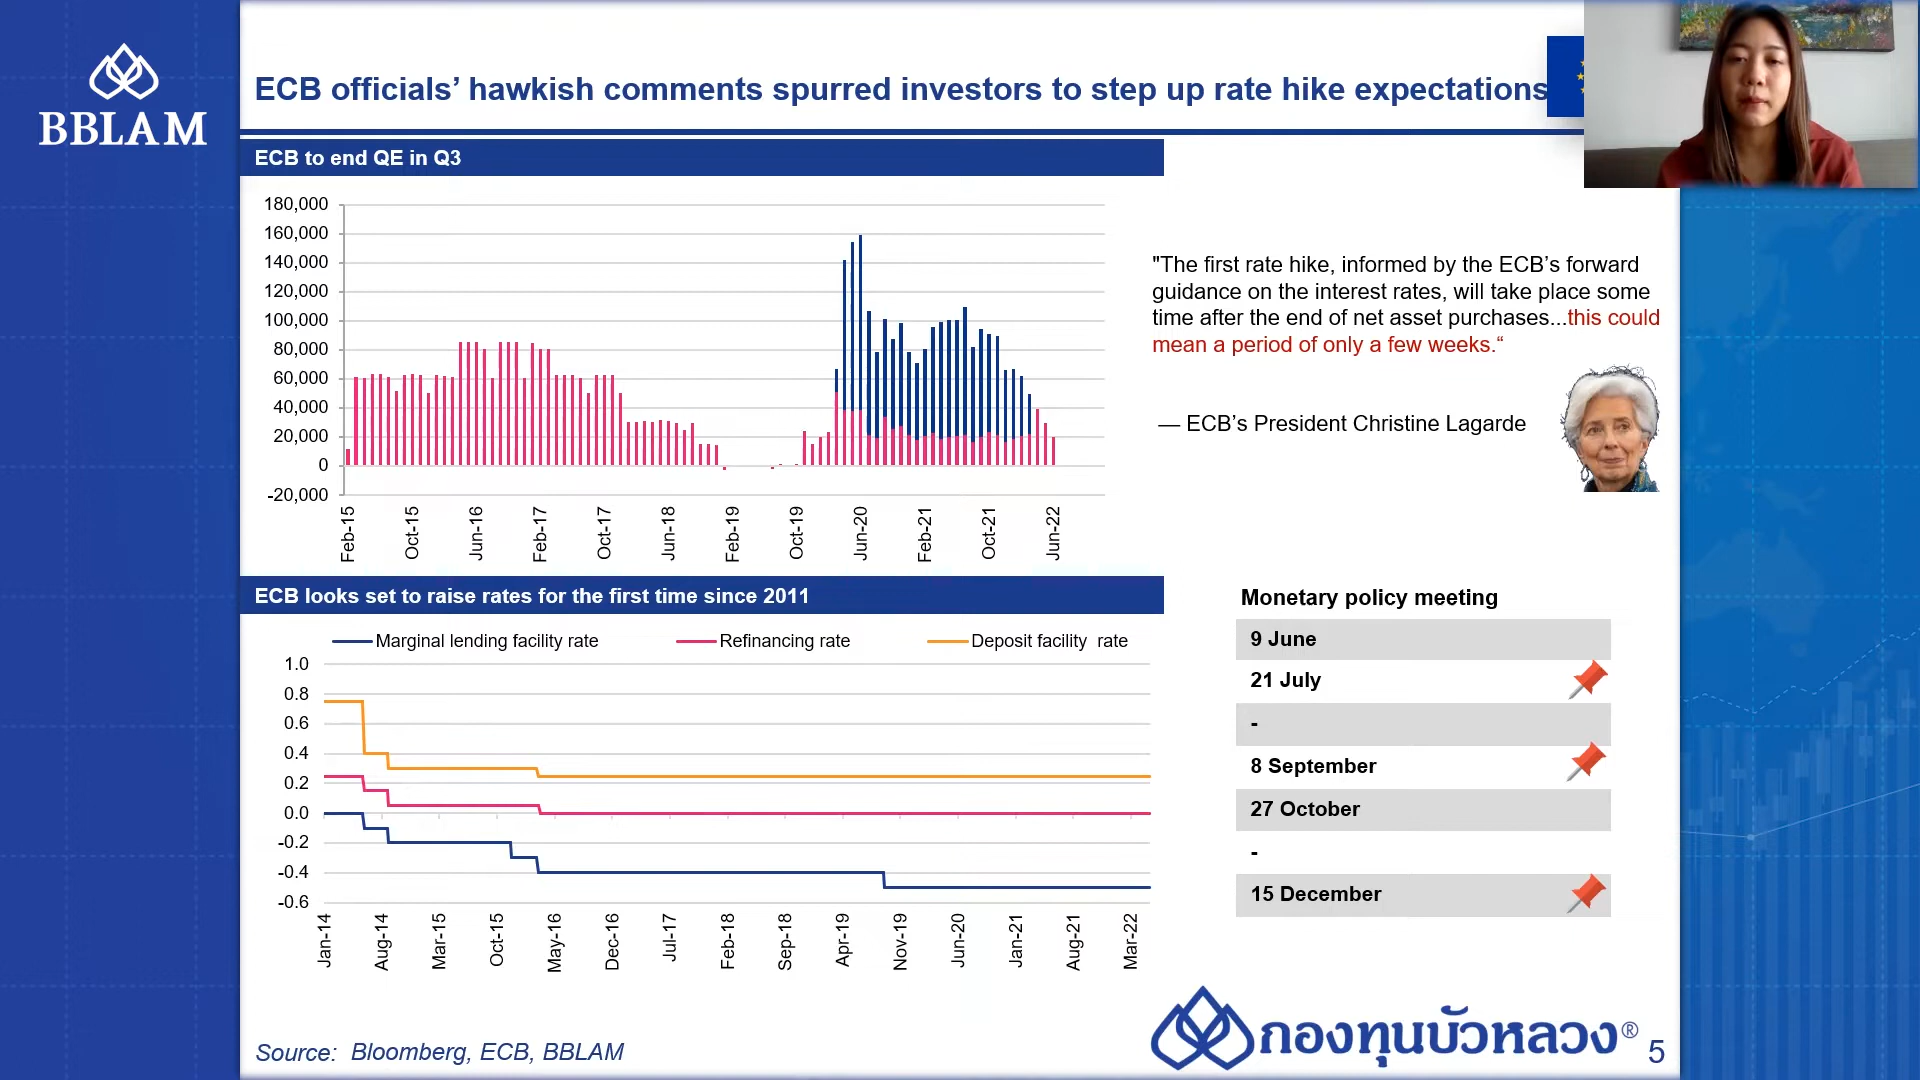 BBLAM
ECB officials’ hawkish comments spurred investors to step up rate hike expectations
ECB to end QE in Q3
180,000
160,000
140,000
120,000
100,000
80,000
60,000
40,000
20,000
0
-20,000
Feb-15
Oct-15
Jun-16
Feb-17
Oct-17
Jun-18
Feb-19
Oct-19
Jun-20
Feb-21
Oct-21
Jun-22
"The first rate hike, informed by the ECB’s forward
guidance on the interest rates, will take place some
time after the end of net asset purchases...this could
mean a period of only a few weeks.“
— ECB’s President Christine Lagarde
ECB looks set to raise rates for the first time since 2011
Marginal lending facility rate
Refinancing rate
Deposit facility rate
1.0
0.8
0.6
0.4
0.2
0.0
-0.2
-0.4
-0.6
Jan-14
Aug-14
Mar-15
Oct-15
May-16
Dec-16
Jul-17
Feb-18
Sep-18
Apr-19
Nov-19
Jun-20
Jan-21
Aug-21
Mar-22
Monetary policy meeting
9 June
21 July
-
8 September
27 October
-
15 December
Source: Bloomberg, ECB, BBLAM
กองทุนบัวหลวง®
5